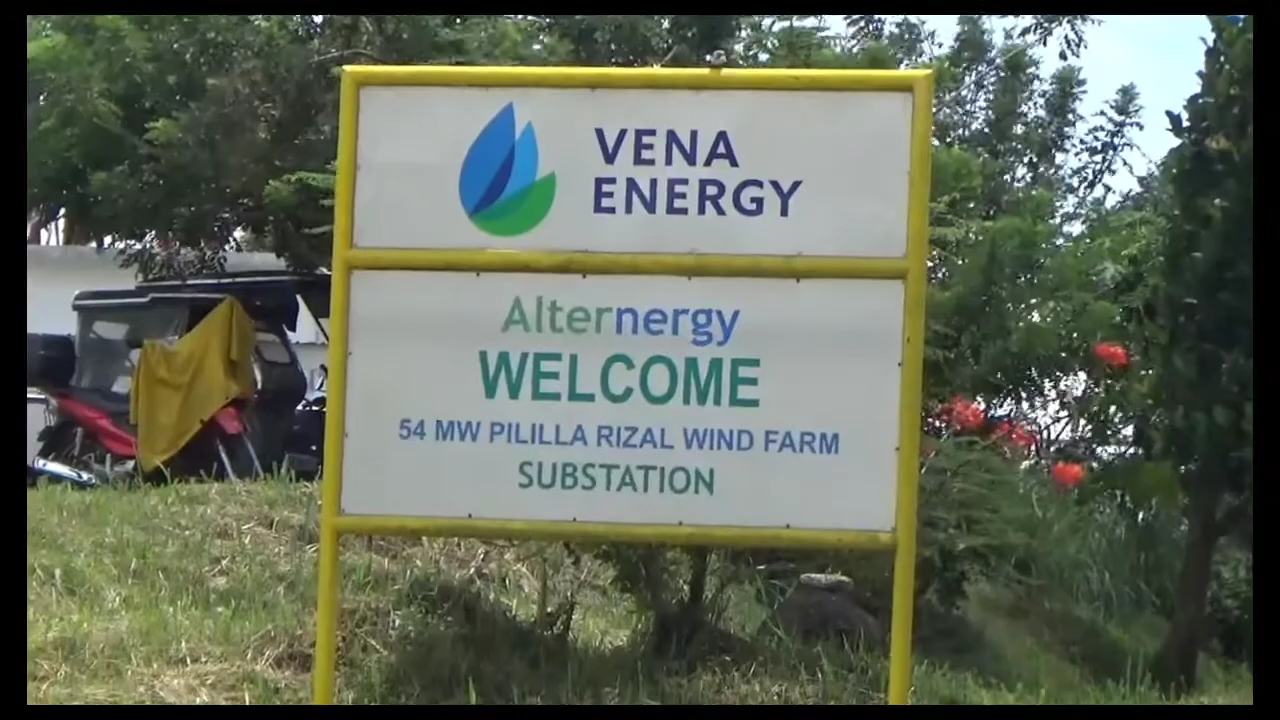 VENA
ENERGY
Alternergy
WELCOME
54 MW PILILLA RIZAL WIND FARM
SUBSTATION